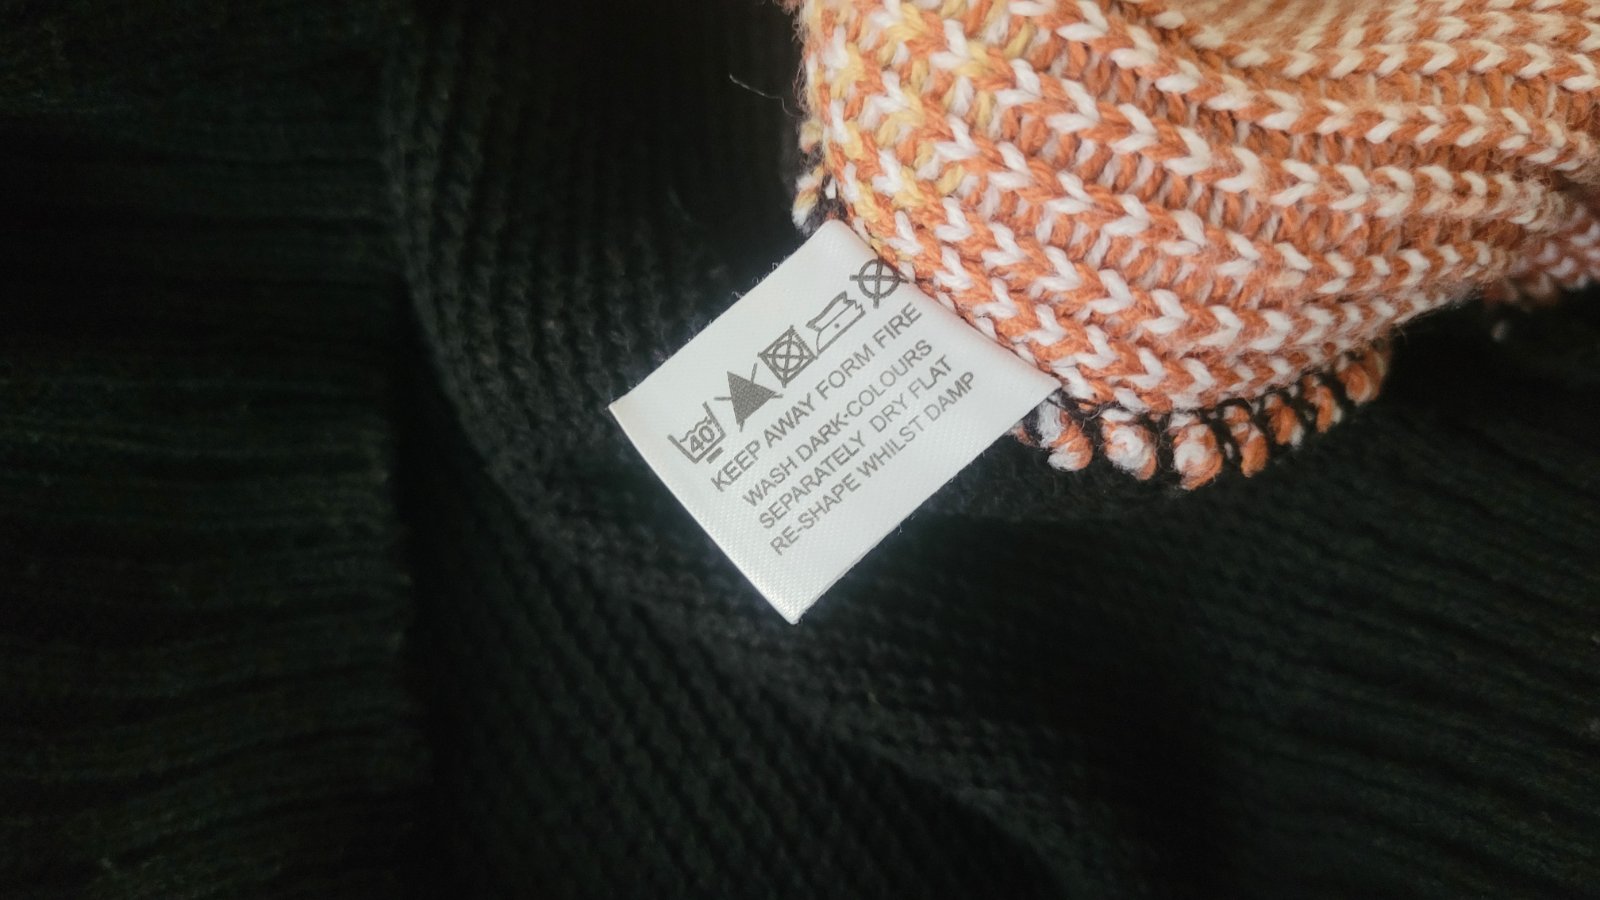 40
KEEP AWAY FORM FIRE
WASH DARK·COLOURS
SEPARATELY DRY FLAT
RE-SHAPE WHILST DAMP